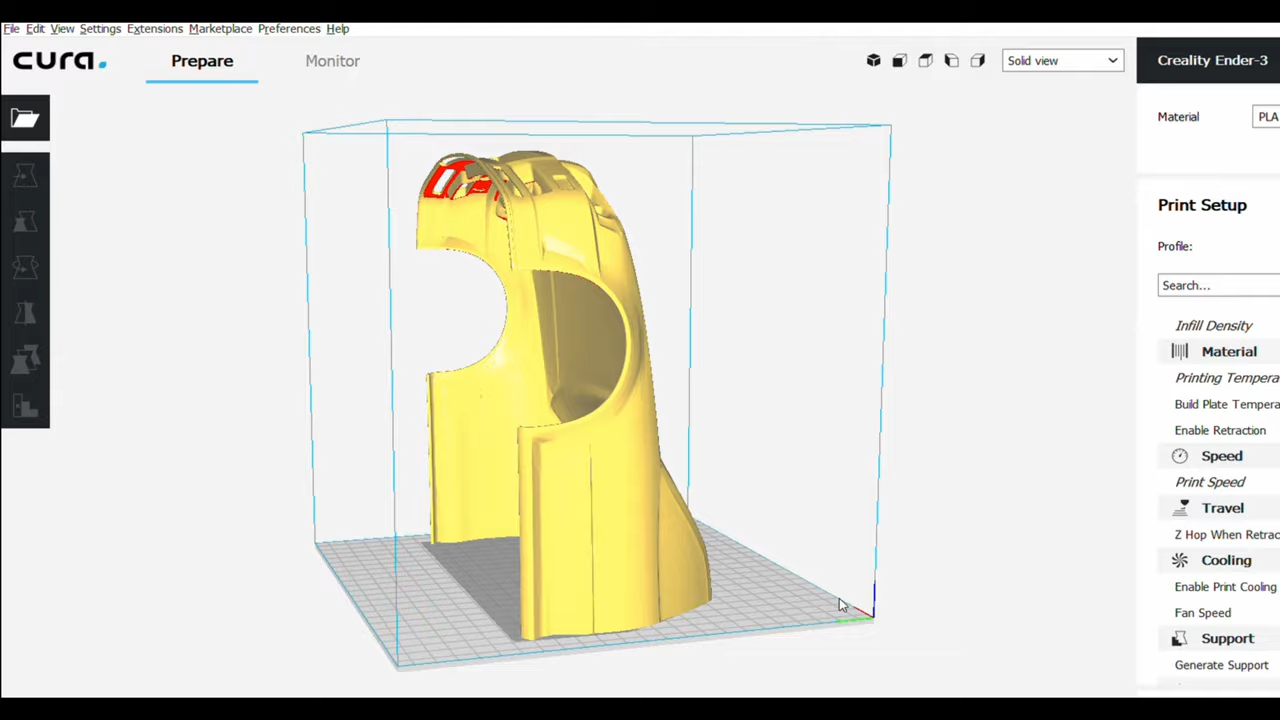 File Edit View Settings Extensions Marketplace Preferences Help
cura. Prepare Monitor Solid view Creality Ender-3
Material PLA
Print Setup
Profile:
Search...
Infill Density
Material
Printing Tempera
Build Plate Tempera
Enable Retraction
Speed
Print Speed
Travel
Z Hop When Retrac
Cooling
Enable Print Cooling
Fan Speed
Support
Generate Support